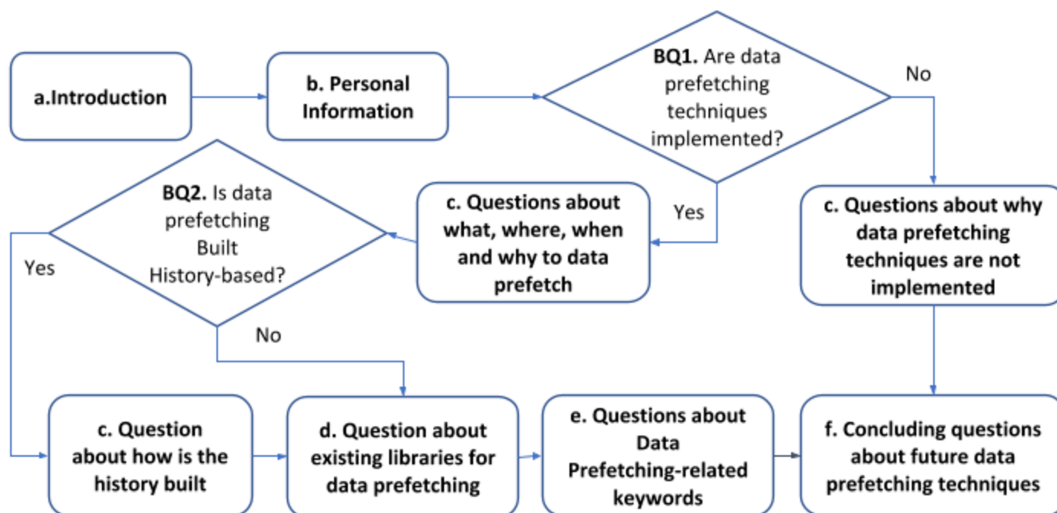 a.Introduction
b. Personal
Information
BQ1. Are data
prefetching
techniques
implemented?
No
Yes
c. Questions about why
data prefetching
techniques are not
implemented
c. Questions about
what, where, when
and why to data
prefetch
BQ2. Is data
prefetching
Built
History-based?
Yes
No
c. Question
about how is the
history built
d. Question about
existing libraries for
data prefetching
e. Questions about
Data
Prefetching-related
keywords
f. Concluding questions
about future data
prefetching techniques